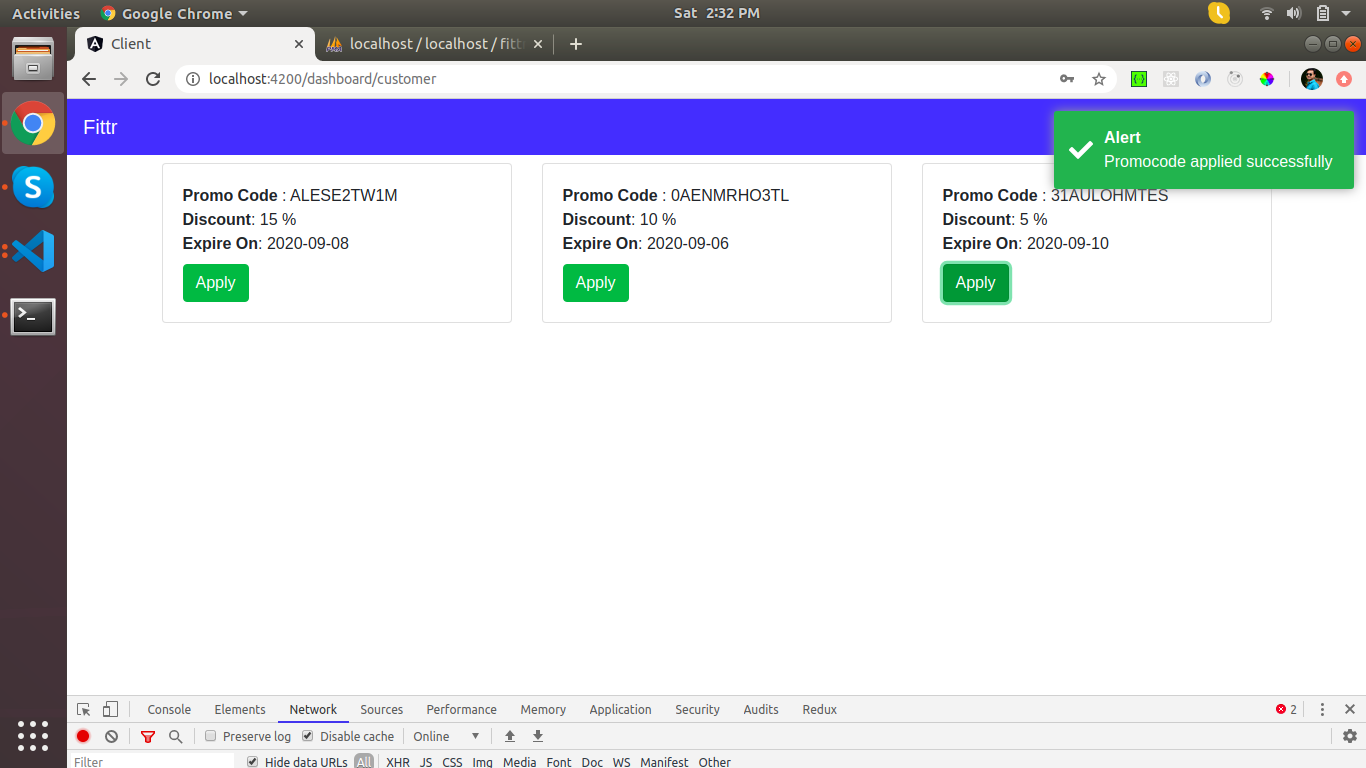 Activities Google Chrome Sat 2:32 PM
Client localhost / localhost / fitt
localhost:4200/dashboard/customer
Fittr
Alert
Promocode applied successfully
Promo Code : ALESE2TW1M
Discount: 15 %
Expire On: 2020-09-08
Apply
Promo Code : 0AENMRHO3TL
Discount: 10 %
Expire On: 2020-09-06
Apply
Promo Code : 31AULOHMTES
Discount: 5 %
Expire On: 2020-09-10
Apply
Console Elements Network Sources Performance Memory Application Security Audits Redux 2
Preserve log Disable cache Online
Filter Hide data URLs All XHR JS CSS Img Media Font Doc WS Manifest Other